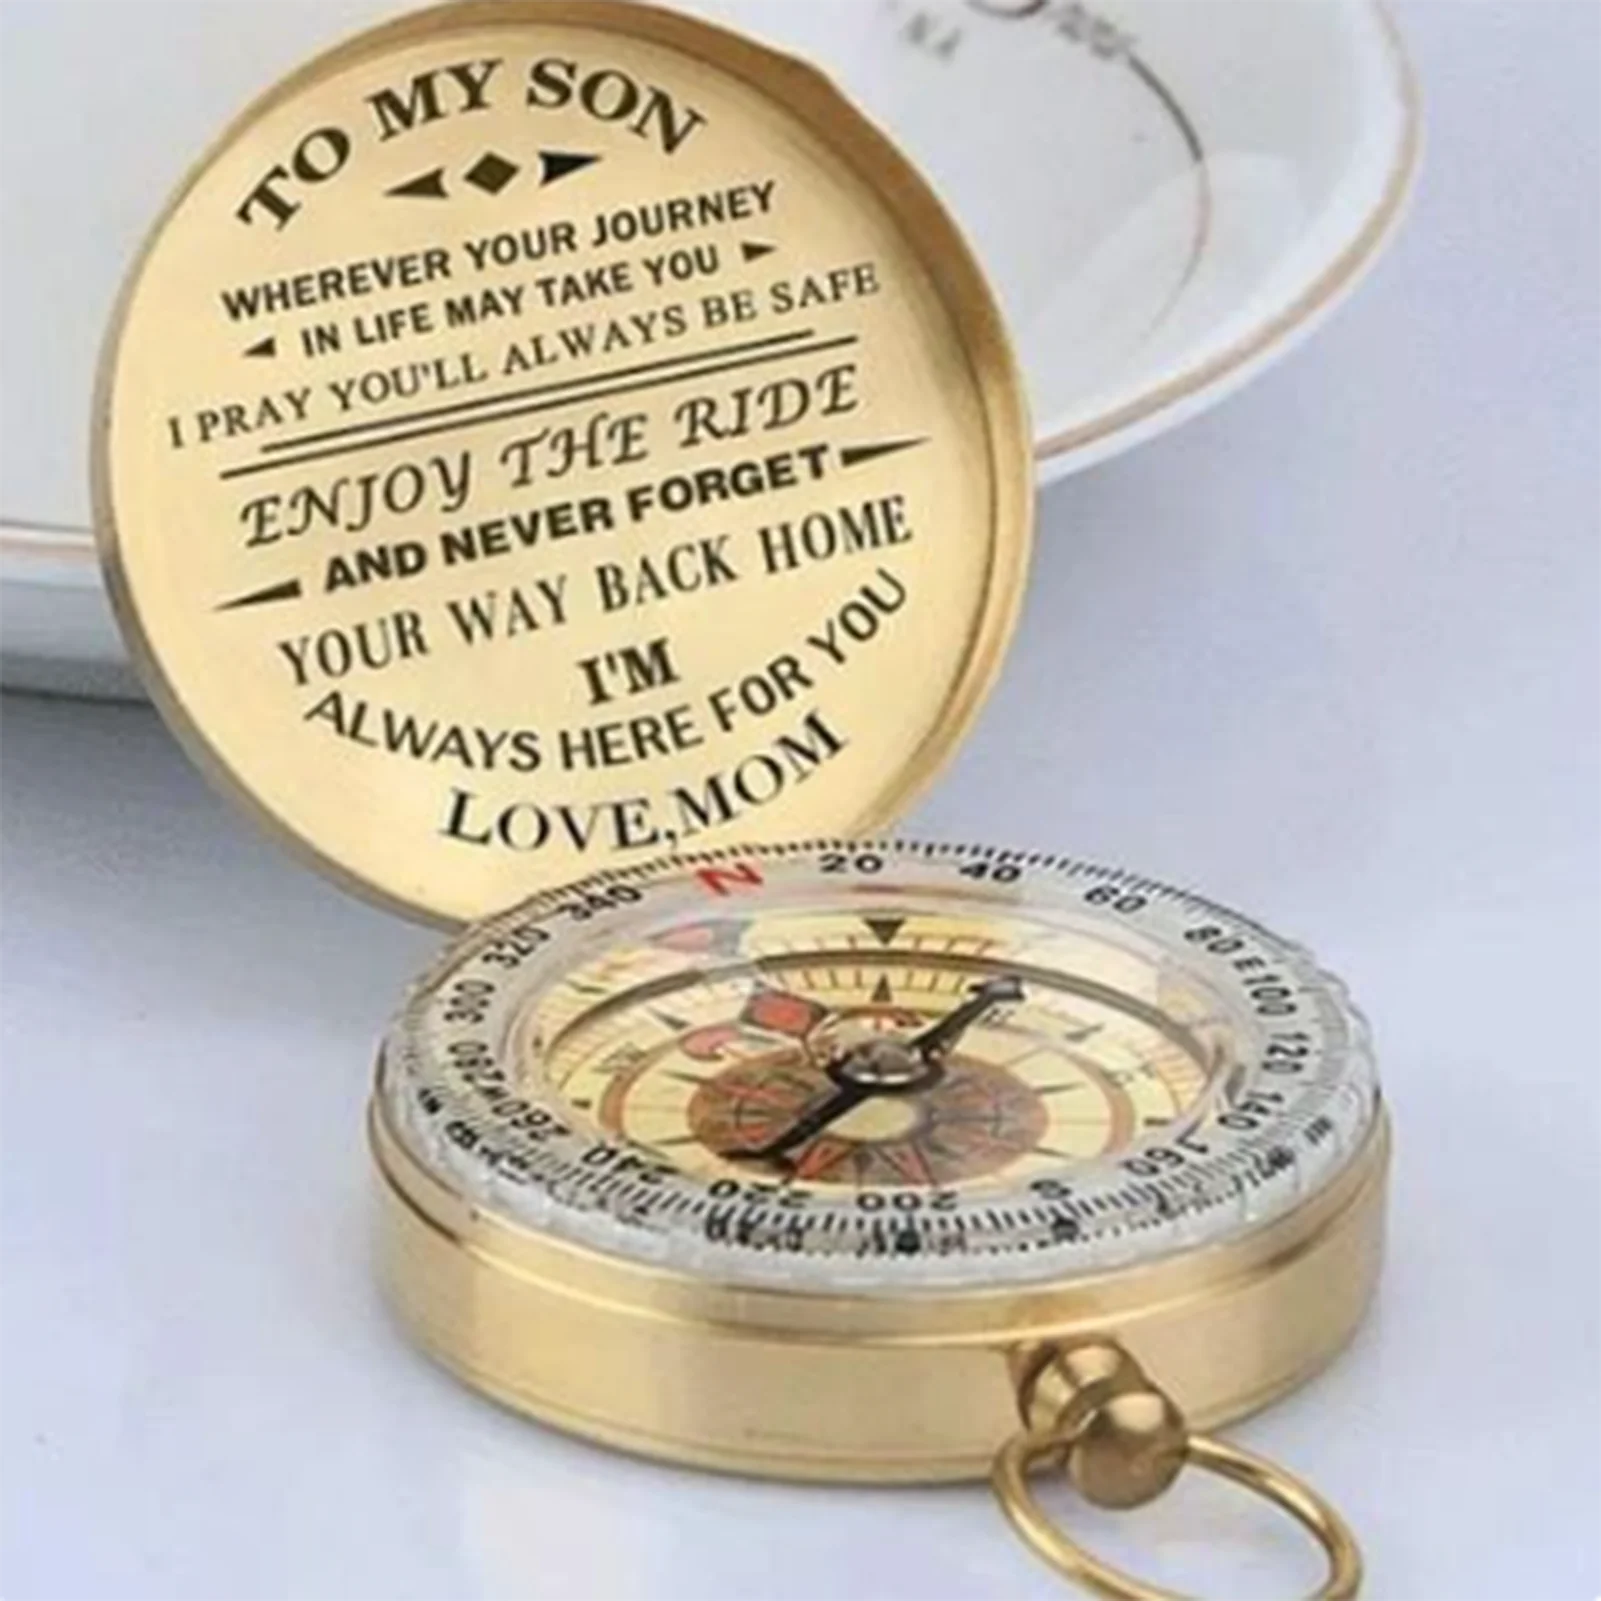 TO MY SON
WHEREVER YOUR JOURNEY
IN LIFE MAY TAKE YOU
I PRAY YOU'LL ALWAYS BE SAFE
ENJOY THE RIDE
AND NEVER FORGET
YOUR WAY BACK HOME
I'M
ALWAYS HERE FOR YOU
LOVE,MOM
N 20 40 60 80 E 100 120 140 160 S 200 220 240 260 W 280 300 320 340